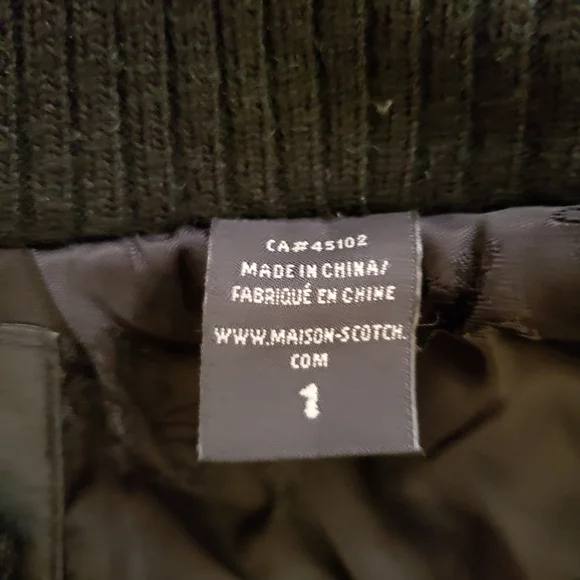 CA#45102
MADE IN CHINA/
FABRIQUÉ EN CHINE
WWW.MAISON-SCOTCH.
COM
1